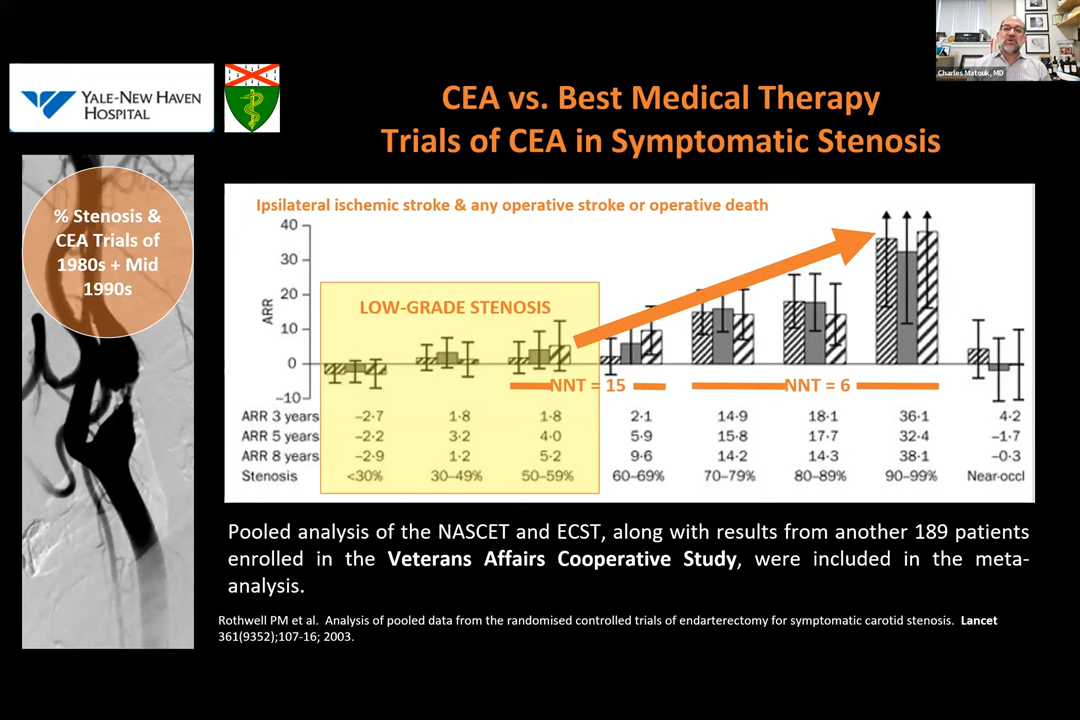 Charles Matouk, MD
YALE-NEW HAVEN
HOSPITAL
CEA vs. Best Medical Therapy
Trials of CEA in Symptomatic Stenosis
% Stenosis &
CEA Trials of
1980s + Mid
1990s
Ipsilateral ischemic stroke & any operative stroke or operative death
40
30
20
10
0
−10
ARR
LOW-GRADE STENOSIS
NNT = 15
NNT = 6
ARR 3 years −2·7 1·8 1·8 2·1 14·9 18·1 36·1 4·2
ARR 5 years −2·2 3·2 4·0 5·9 15·8 17·7 32·4 −1·7
ARR 8 years −2·9 1·2 5·2 9·6 14·2 14·3 38·1 −0·3
Stenosis <30% 30–49% 50–59% 60–69% 70–79% 80–89% 90–99% Near-occl
Pooled analysis of the NASCET and ECST, along with results from another 189 patients
enrolled in the Veterans Affairs Cooperative Study, were included in the meta-
analysis.
Rothwell PM et al. Analysis of pooled data from the randomised controlled trials of endarterectomy for symptomatic carotid stenosis. Lancet
361(9352);107-16; 2003.